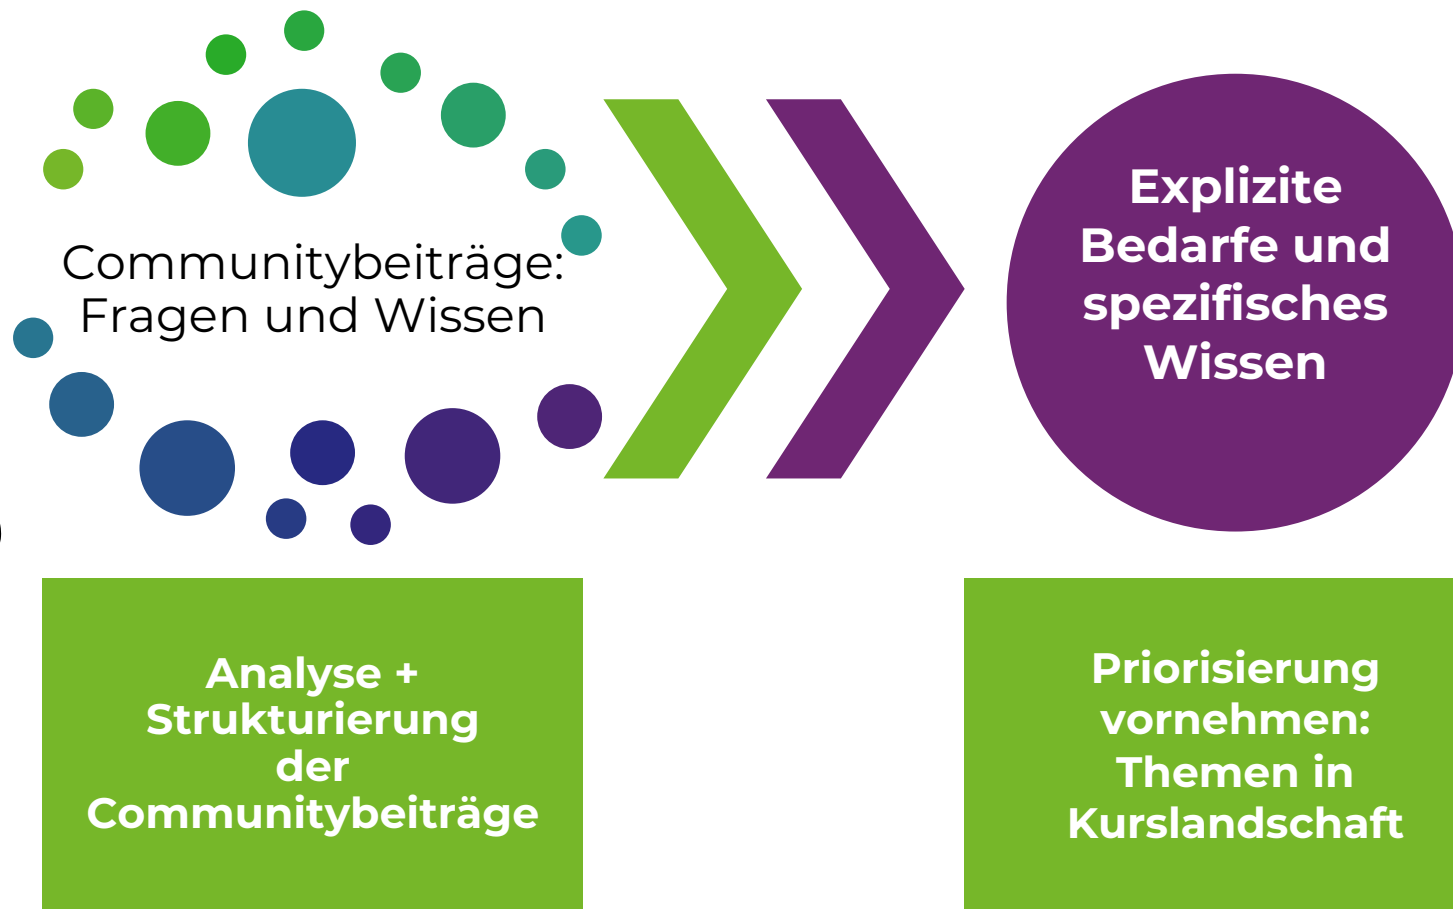 Communitybeiträge:
Fragen und Wissen
Explizite
Bedarfe und
spezifisches
Wissen
Analyse +
Strukturierung
der
Communitybeiträge
Priorisierung
vornehmen:
Themen in
Kurslandschaft